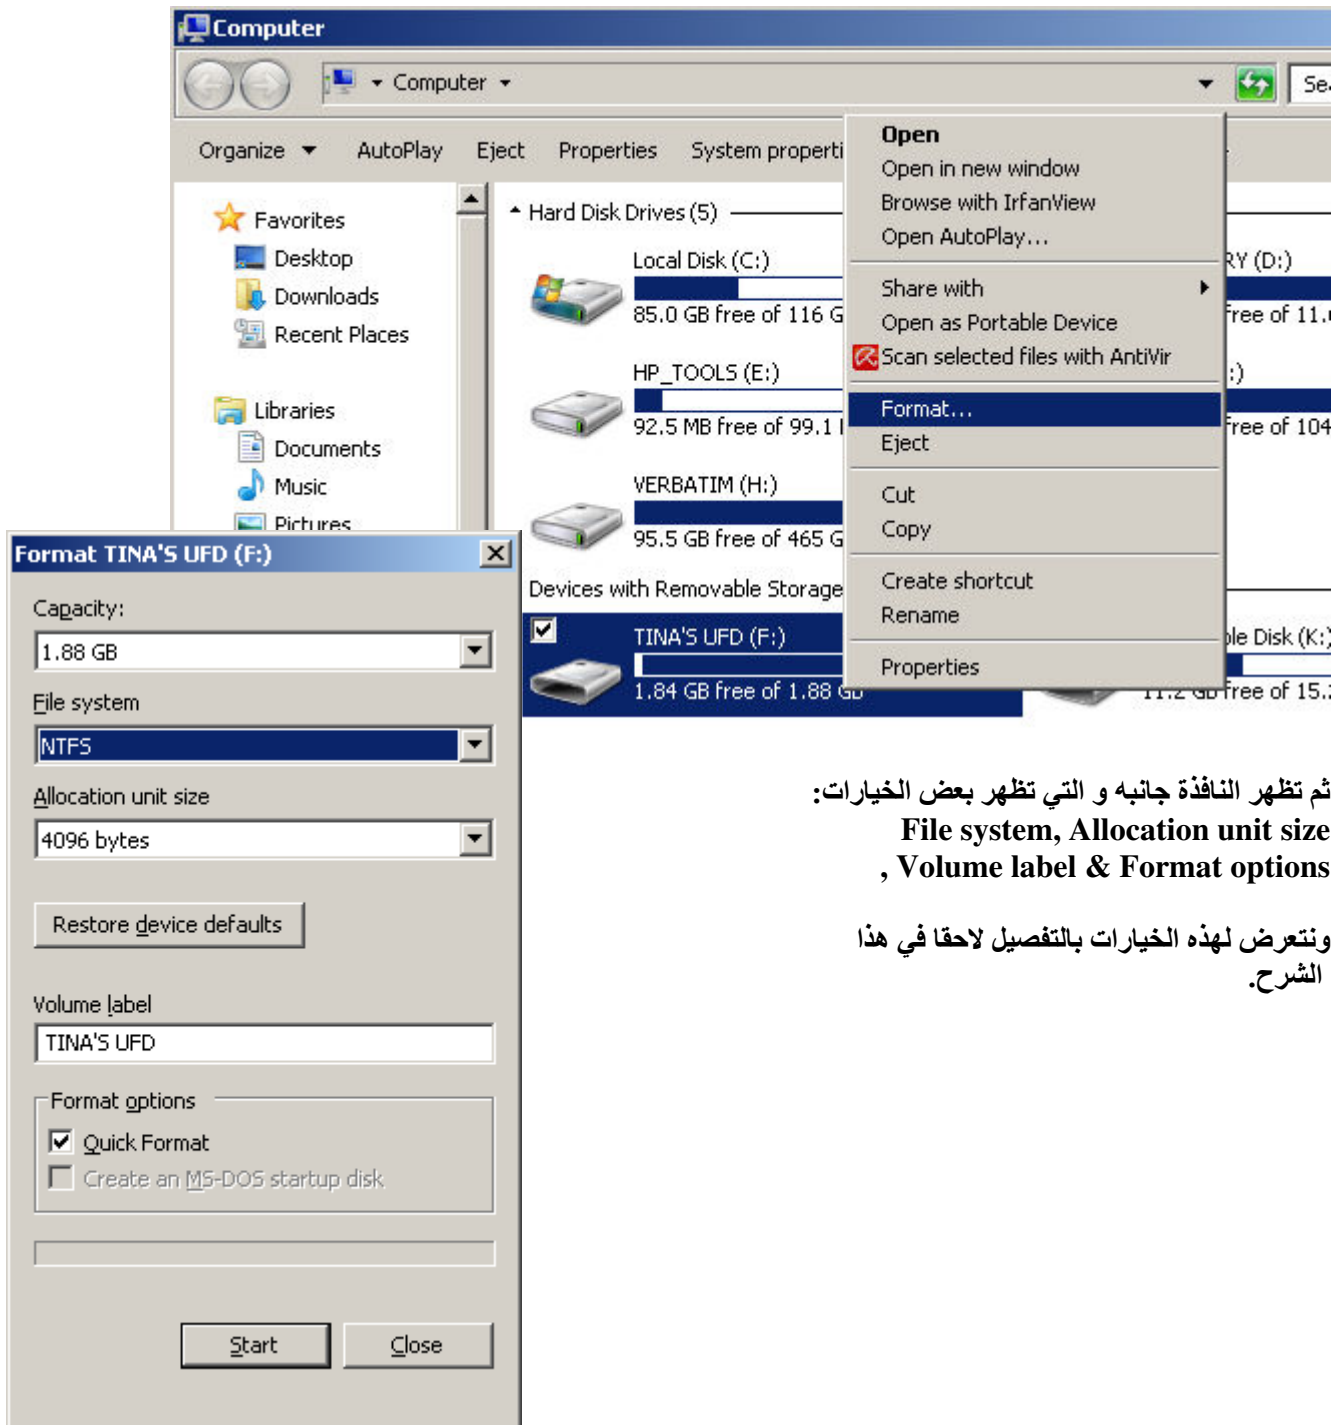 Computer
Computer
Organize AutoPlay Eject Properties System properti
Favorites
Desktop
Downloads
Recent Places
Libraries
Documents
Music
Pictures
Hard Disk Drives (5)
Local Disk (C:)
85.0 GB free of 116 G
HP_TOOLS (E:)
92.5 MB free of 99.1
VERBATIM (H:)
95.5 GB free of 465 G
RY (D:)
free of 11.
:)
free of 104
Devices with Removable Storage
TINA'S UFD (F:)
1.84 GB free of 1.88 GB
ble Disk (K:)
11.2 GB free of 15.
Open
Open in new window
Browse with IrfanView
Open AutoPlay...
Share with
Open as Portable Device
Scan selected files with AntiVir
Format...
Eject
Cut
Copy
Create shortcut
Rename
Properties
Format TINA'S UFD (F:)
Capacity:
1.88 GB
File system
NTFS
Allocation unit size
4096 bytes
Restore device defaults
Volume label
TINA'S UFD
Format options
Quick Format
Create an MS-DOS startup disk
Start Close
ثم تظهر النافذة جانبه و التي تظهر بعض الخيارات:
File system, Allocation unit size
, Volume label & Format options
ونتعرض لهذه الخيارات بالتفصيل لاحقا في هذا
الشرح.